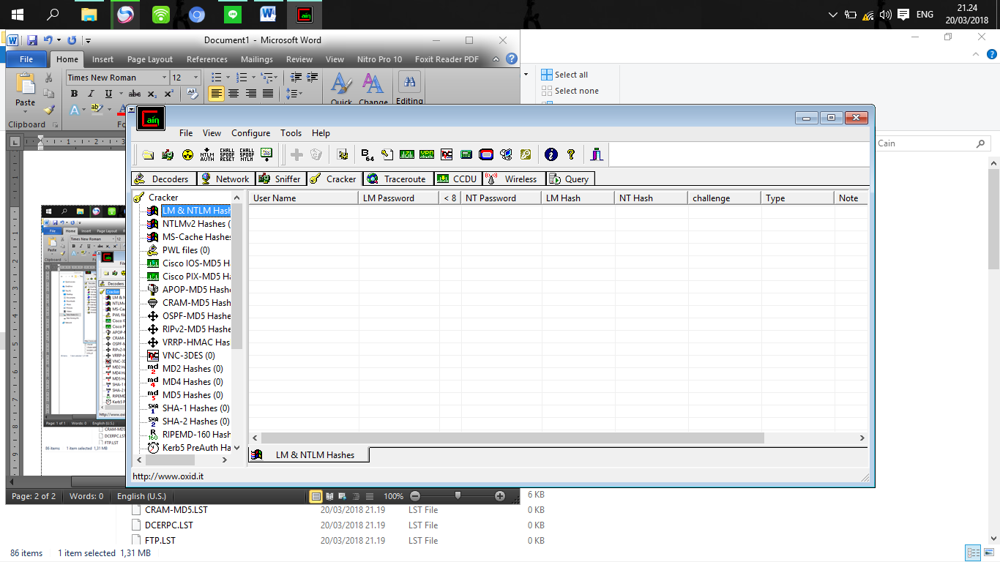 21.24
ENG
20/03/2018
Document1 - Microsoft Word
File Home Insert Page Layout References Mailings Review View Nitro Pro 10 Foxit Reader PDF
Times New Roman 12
Select all
Select none
Paste
Quick Change Editing
Clipboard
Cain
File View Configure Tools Help
NTLM AUTH
CHALL SPOOF RESET
CHALL SPOOF NTLM
B 64
Decoders Network Sniffer Cracker Traceroute CCDU Wireless Query
Cracker
User Name LM Password < 8 NT Password LM Hash NT Hash challenge Type Note
LM & NTLM Hash
NTLMv2 Hashes (
MS-Cache Hashes
PWL files (0)
Cisco IOS-MD5 H
Cisco PIX-MD5 Ha
APOP-MD5 Hashe
CRAM-MD5 Hash
OSPF-MD5 Hashe
RIPv2-MD5 Hashe
VRRP-HMAC Has
VNC-3DES (0)
MD2 Hashes (0)
MD4 Hashes (0)
MD5 Hashes (0)
SHA-1 Hashes (0)
SHA-2 Hashes (0)
RIPEMD-160 Hash
Kerb5 PreAuth Ha
LM & NTLM Hashes
http://www.oxid.it
Page: 2 of 2 Words: 0 English (U.S.) 100%
6 KB
CRAM-MD5.LST 20/03/2018 21.19 LST File 0 KB
DCERPC.LST 20/03/2018 21.19 LST File 0 KB
FTP.LST 20/03/2018 21.19 LST File 0 KB
86 items 1 item selected 1,31 MB